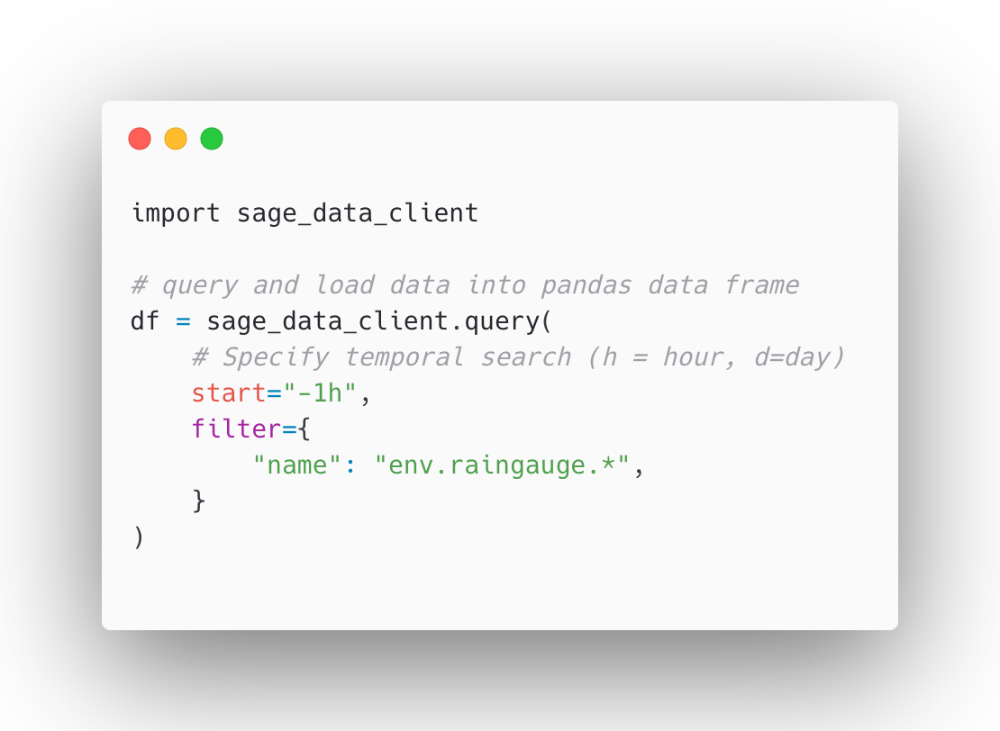 import sage_data_client

# query and load data into pandas data frame
df = sage_data_client.query(
    # Specify temporal search (h = hour, d=day)
    start="-1h",
    filter={
        "name": "env.raingauge.*",
    }
)